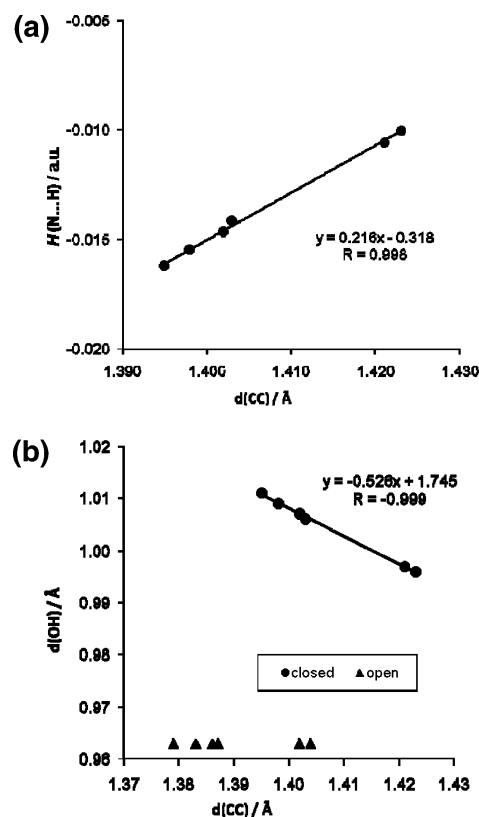 (a)
-0.005
-0.010
-0.015
-0.020
H(N...H) / a.u.
y = 0.216x - 0.318
R = 0.998
1.390 1.400 1.410 1.420 1.430
d(CC) / Å
(b)
1.02
1.01
1.00
0.99
0.98
0.97
0.96
d(OH) / Å
y = -0.526x + 1.745
R = -0.999
closed open
1.37 1.38 1.39 1.40 1.41 1.42 1.43
d(CC) / Å